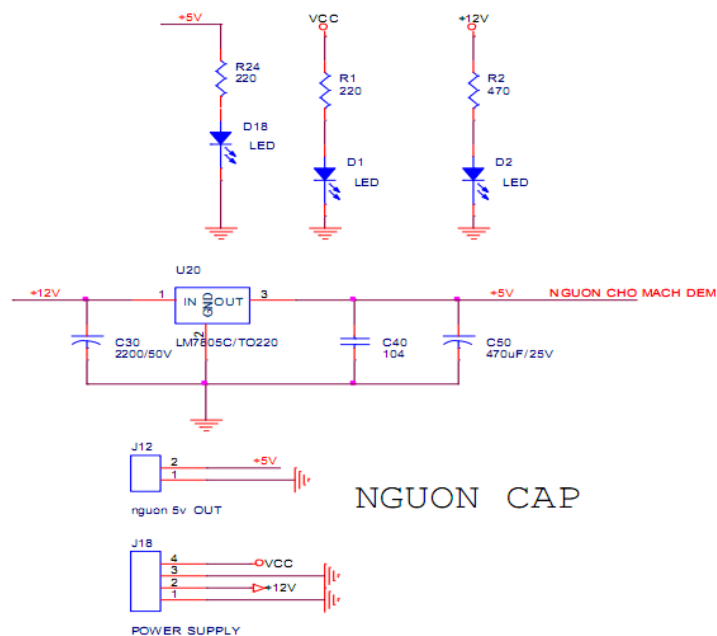 +5V
VCC
+12V
R24
220
R1
220
R2
470
D18
LED
D1
LED
D2
LED
U20
+12V
1
IN
GND
OUT
3
+5V
NGUON CHO MACH DEM
2
LM7805C/TO220
C30
2200/50V
C40
104
C50
470uF/25V
J12
2
+5V
1
nguon 5v OUT
NGUON CAP
J18
4
VCC
3
2
+12V
1
POWER SUPPLY